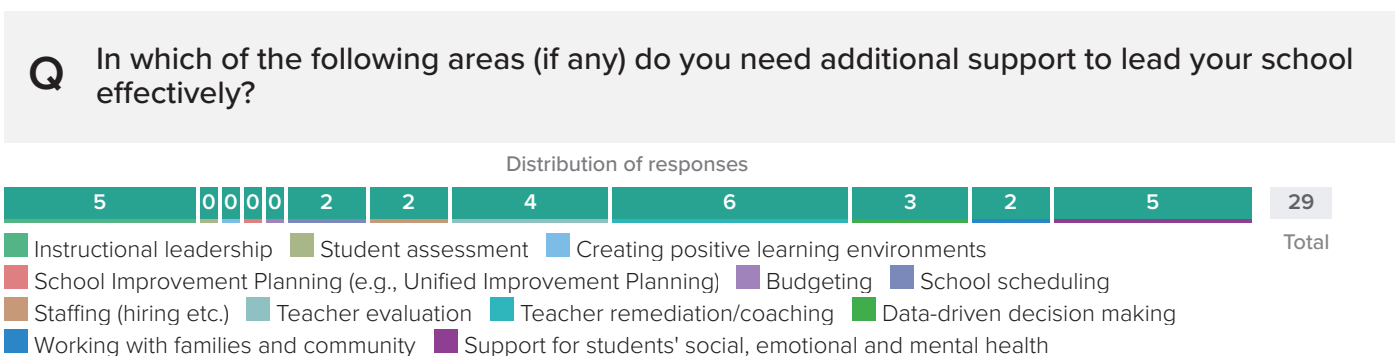 Q In which of the following areas (if any) do you need additional support to lead your school
effectively?
Distribution of responses
5 0 0 0 0 2 2 4 6 3 2 5 29
Total
Instructional leadership Student assessment Creating positive learning environments
School Improvement Planning (e.g., Unified Improvement Planning) Budgeting School scheduling
Staffing (hiring etc.) Teacher evaluation Teacher remediation/coaching Data-driven decision making
Working with families and community Support for students' social, emotional and mental health